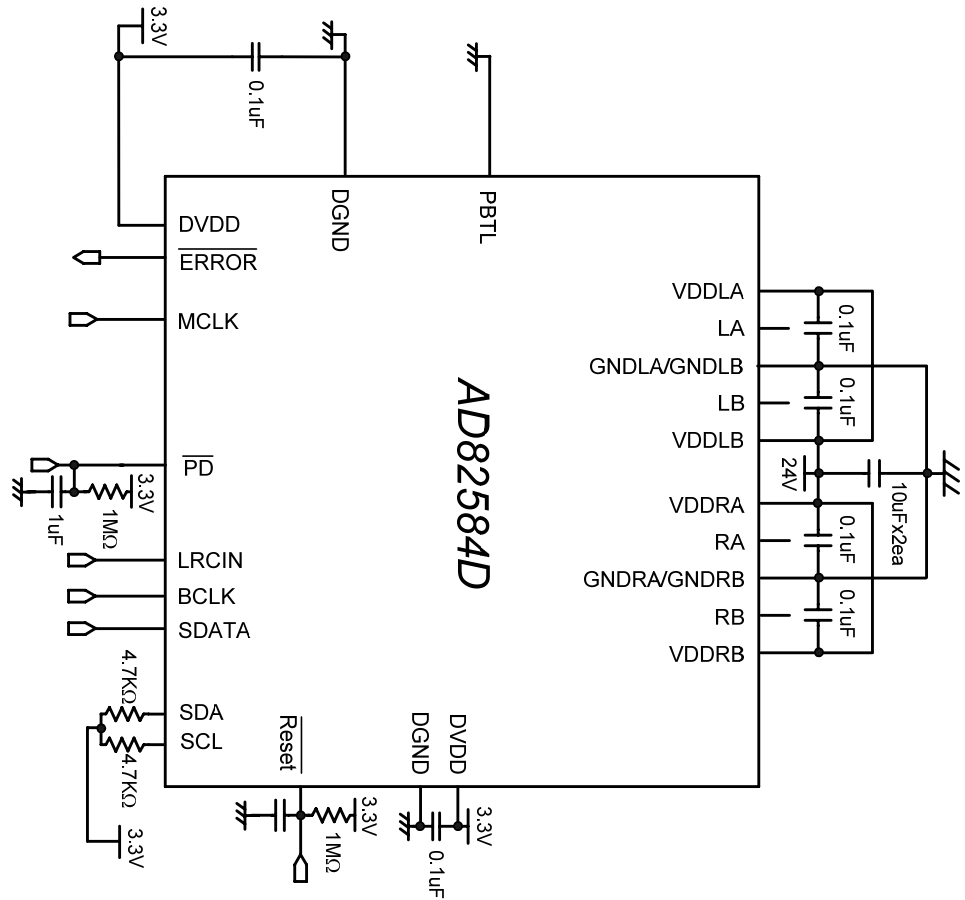 3.3V
0.1uF
DGND
PBTL
DVDD
ERROR
MCLK
PD
3.3V
1MΩ
1uF
LRCIN
BCLK
SDATA
4.7KΩ
SDA
SCL
4.7KΩ
3.3V
AD82584D
VDDLA
LA
GNDLA/GNDLB
LB
VDDLB
VDDRA
RA
GNDRA/GNDRB
RB
VDDRB
0.1uF
0.1uF
24V
10uFx2ea
0.1uF
0.1uF
Reset
DGND
DVDD
3.3V
1MΩ
3.3V
0.1uF